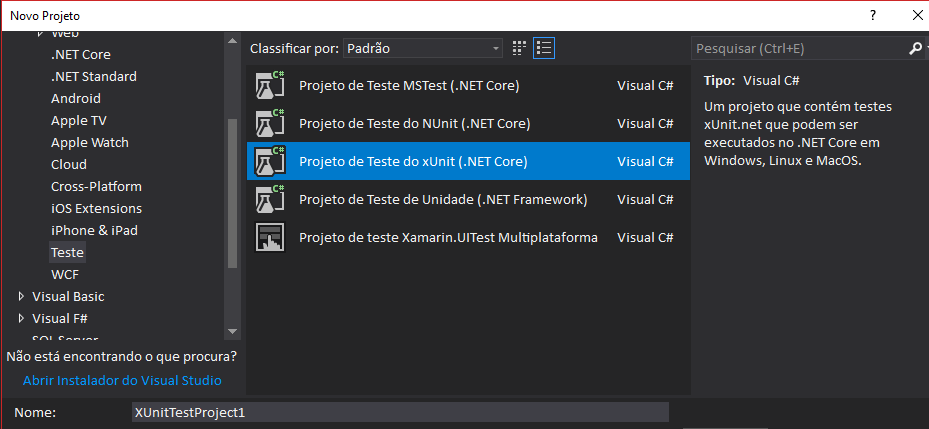 Novo Projeto
? ×
Web
.NET Core
.NET Standard
Android
Apple TV
Apple Watch
Cloud
Cross-Platform
iOS Extensions
iPhone & iPad
Teste
WCF
Visual Basic
Visual F#
SQL Server
Não está encontrando o que procura?
Abrir Instalador do Visual Studio
Classificar por: Padrão
Projeto de Teste MSTest (.NET Core) Visual C#
Projeto de Teste do NUnit (.NET Core) Visual C#
Projeto de Teste do xUnit (.NET Core) Visual C#
Projeto de Teste de Unidade (.NET Framework) Visual C#
Projeto de teste Xamarin.UITest Multiplataforma Visual C#
Pesquisar (Ctrl+E)
Tipo: Visual C#
Um projeto que contém testes
xUnit.net que podem ser
executados no .NET Core em
Windows, Linux e MacOS.
Nome: XUnitTestProject1